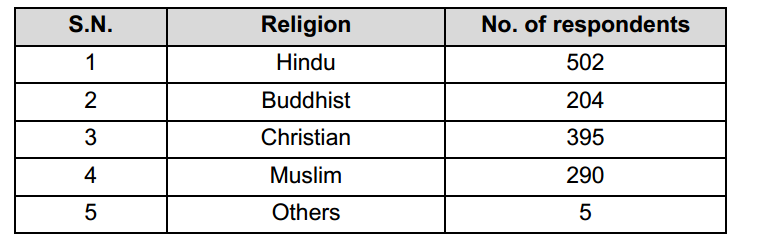 S.N. Religion No. of respondents
1 Hindu 502
2 Buddhist 204
3 Christian 395
4 Muslim 290
5 Others 5